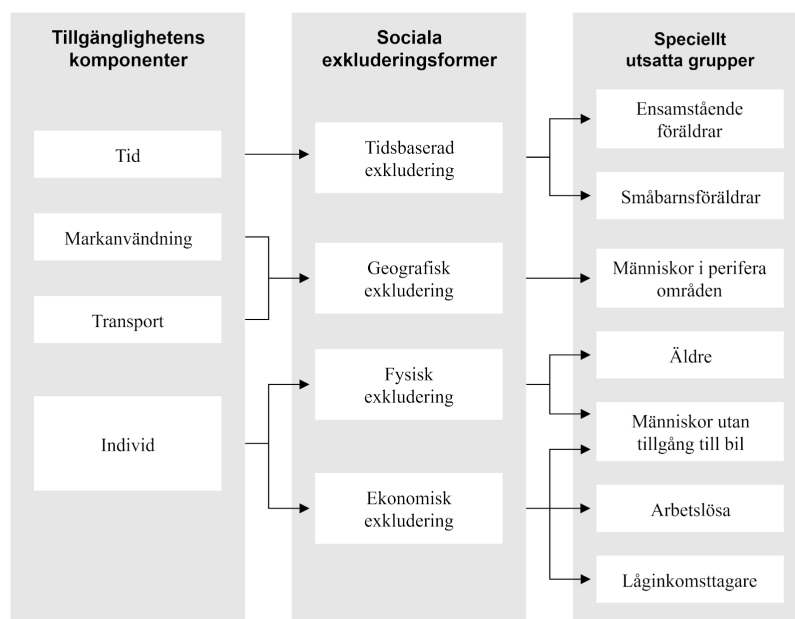 Tillgänglighetens
komponenter
Tid
Markanvändning
Transport
Individ
Sociala
exkluderingsformer
Tidsbaserad
exkludering
Geografisk
exkludering
Fysisk
exkludering
Ekonomisk
exkludering
Speciellt
utsatta grupper
Ensamstående
föräldrar
Småbarnsföräldrar
Människor i perifera
områden
Äldre
Människor utan
tillgång till bil
Arbetslösa
Låginkomsttagare